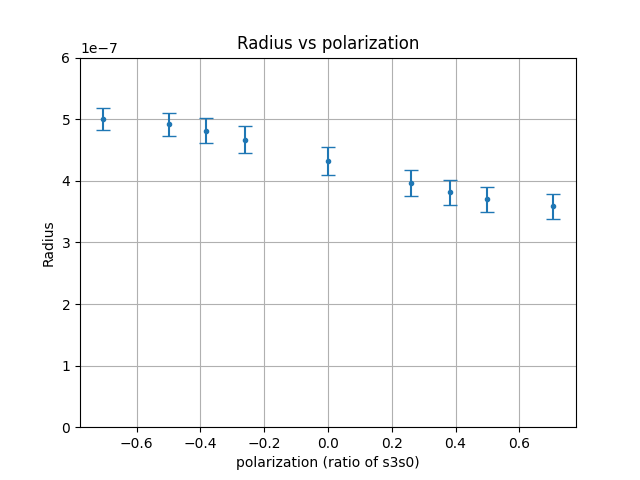 Radius vs polarization
1e−7
6
5
4
3
2
1
0
Radius
−0.6 −0.4 −0.2 0.0 0.2 0.4 0.6
polarization (ratio of s3s0)